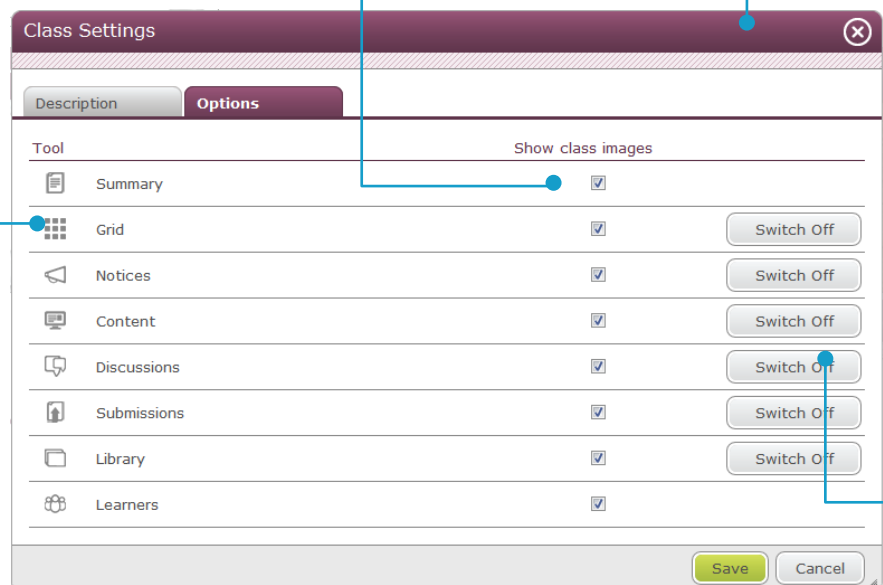 Class Settings
Description Options
Tool Show class images
Summary
Grid Switch Off
Notices Switch Off
Content Switch Off
Discussions Switch Off
Submissions Switch Off
Library Switch Off
Learners
Save Cancel